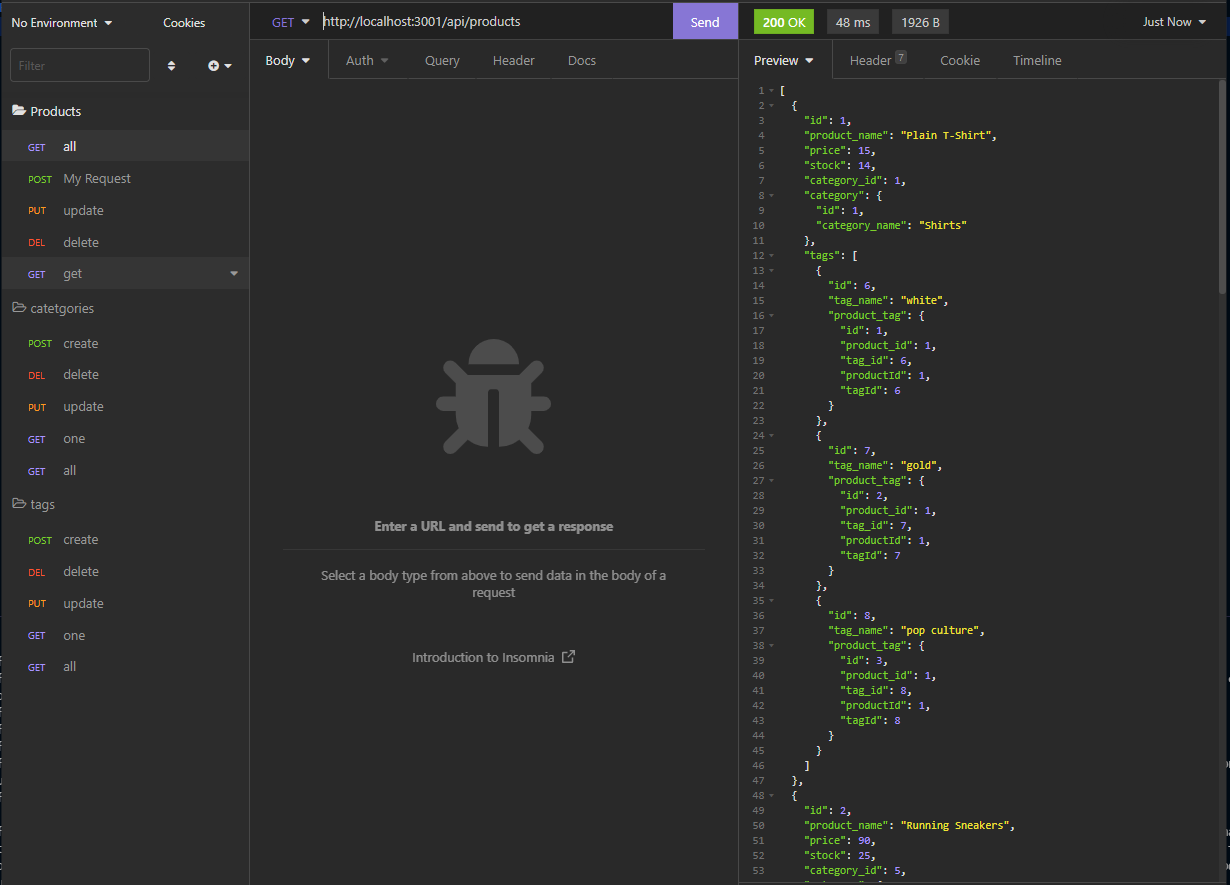 No Environment
Cookies
Filter
Products
GET all
POST My Request
PUT update
DEL delete
GET get
catetgories
POST create
DEL delete
PUT update
GET one
GET all
tags
POST create
DEL delete
PUT update
GET one
GET all
GET http://localhost:3001/api/products Send
Body Auth Query Header Docs
Enter a URL and send to get a response
Select a body type from above to send data in the body of a
request
Introduction to Insomnia
200 OK 48 ms 1926 B Just Now
Preview Header 7 Cookie Timeline
1 [
2 {
3 "id": 1,
4 "product_name": "Plain T-Shirt",
5 "price": 15,
6 "stock": 14,
7 "category_id": 1,
8 "category": {
9 "id": 1,
10 "category_name": "Shirts"
11 },
12 "tags": [
13 {
14 "id": 6,
15 "tag_name": "white",
16 "product_tag": {
17 "id": 1,
18 "product_id": 1,
19 "tag_id": 6,
20 "productId": 1,
21 "tagId": 6
22 }
23 },
24 {
25 "id": 7,
26 "tag_name": "gold",
27 "product_tag": {
28 "id": 2,
29 "product_id": 1,
30 "tag_id": 7,
31 "productId": 1,
32 "tagId": 7
33 }
34 },
35 {
36 "id": 8,
37 "tag_name": "pop culture",
38 "product_tag": {
39 "id": 3,
40 "product_id": 1,
41 "tag_id": 8,
42 "productId": 1,
43 "tagId": 8
44 }
45 }
46 ]
47 },
48 {
49 "id": 2,
50 "product_name": "Running Sneakers",
51 "price": 90,
52 "stock": 25,
53 "category_id": 5,